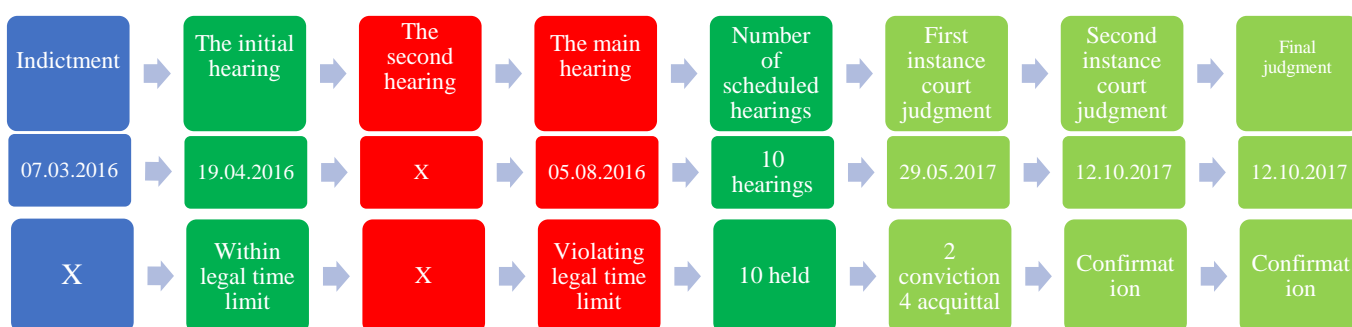 Indictment
The initial
hearing
The
second
hearing
The main
hearing
Number
of
scheduled
hearings
First
instance
court
judgment
Second
instance
court
judgment
Final
judgment
07.03.2016
19.04.2016
X
05.08.2016
10
hearings
29.05.2017
12.10.2017
12.10.2017
X
Within
legal time
limit
X
Violating
legal time
limit
10 held
2
conviction
4 acquittal
Confirmat
ion
Confirmat
ion